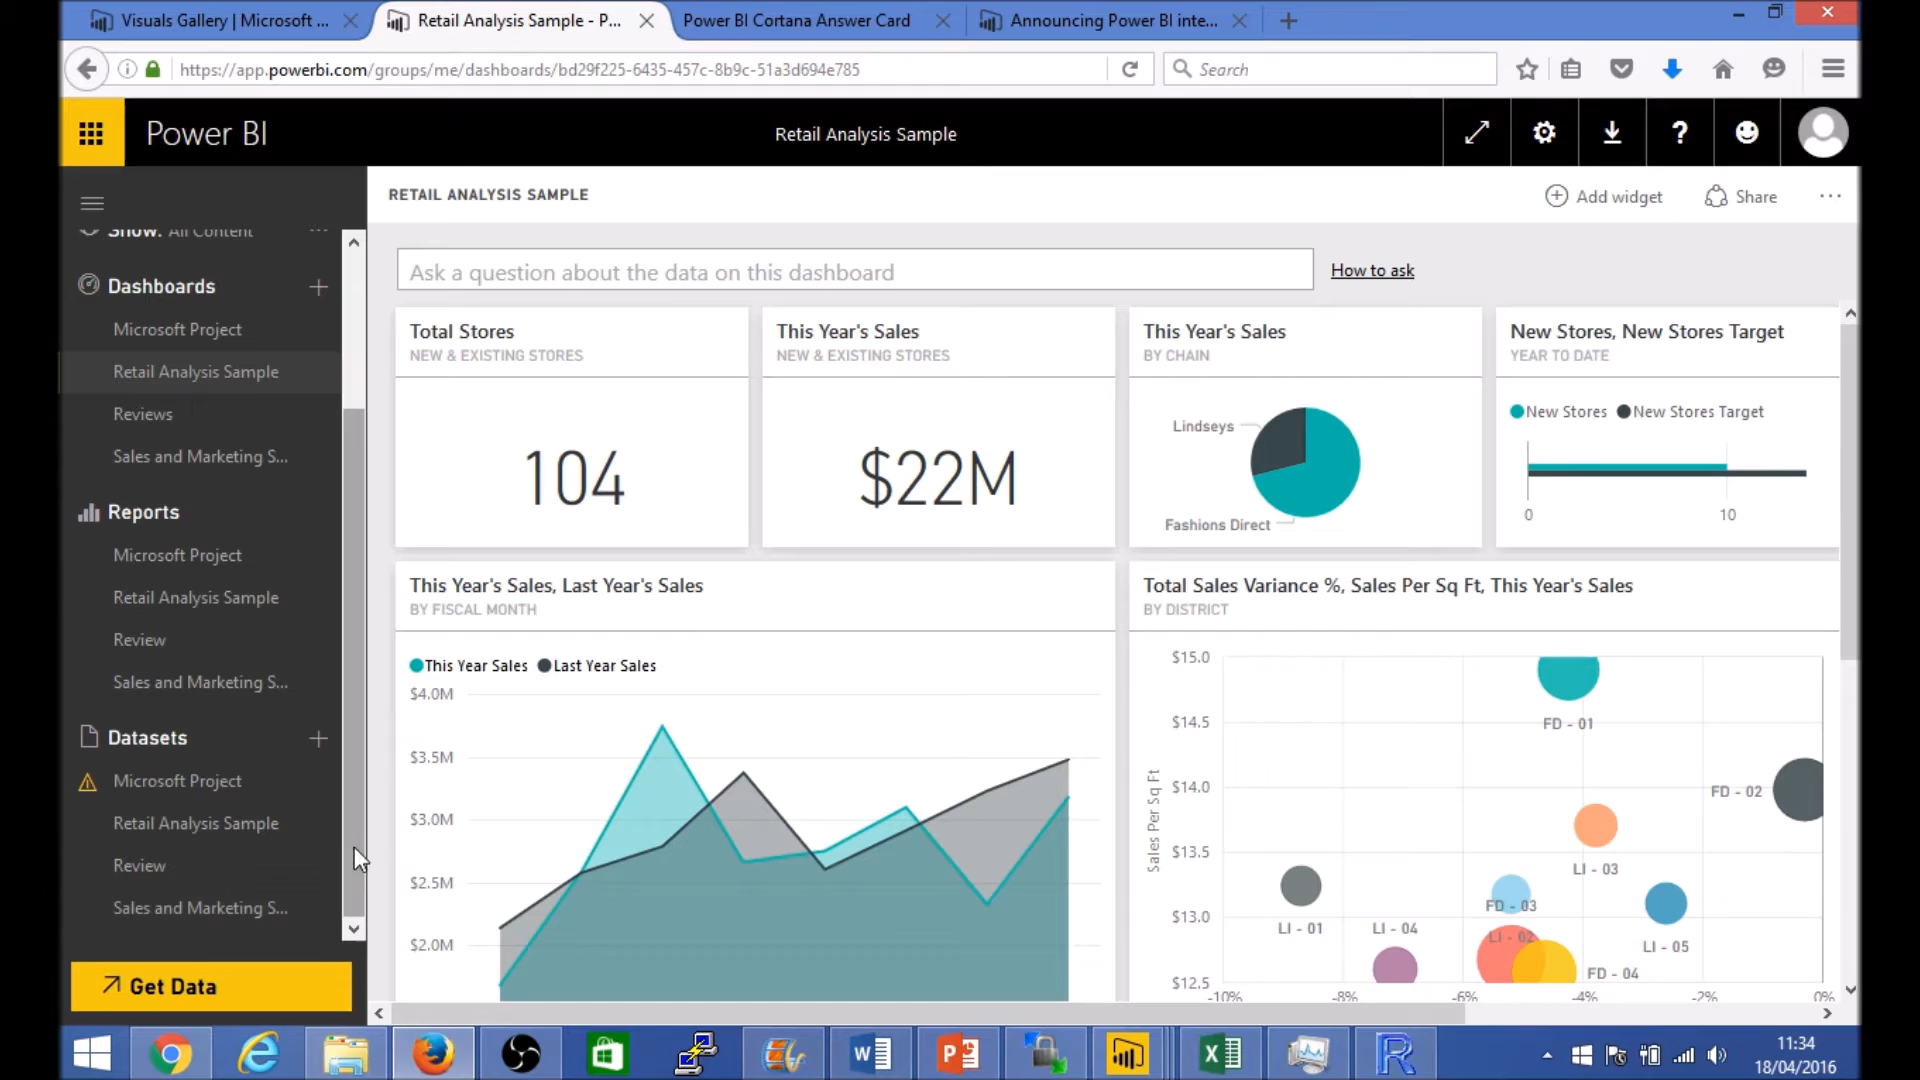 Visuals Gallery | Microsoft ...
Retail Analysis Sample - P...
Power BI Cortana Answer Card
Announcing Power BI inte...
https://app.powerbi.com/groups/me/dashboards/bd29f225-6435-457c-8b9c-51a3d694e785
Search
Power BI
Retail Analysis Sample
RETAIL ANALYSIS SAMPLE
Add widget
Share
Show: All Content
Dashboards
Microsoft Project
Retail Analysis Sample
Reviews
Sales and Marketing S...
Reports
Microsoft Project
Retail Analysis Sample
Review
Sales and Marketing S...
Datasets
Microsoft Project
Retail Analysis Sample
Review
Sales and Marketing S...
Get Data
Ask a question about the data on this dashboard
How to ask
Total Stores
NEW & EXISTING STORES
104
This Year's Sales
NEW & EXISTING STORES
$22M
This Year's Sales
BY CHAIN
Lindseys
Fashions Direct
New Stores, New Stores Target
YEAR TO DATE
New Stores New Stores Target
0 10
This Year's Sales, Last Year's Sales
BY FISCAL MONTH
This Year Sales Last Year Sales
$4.0M
$3.5M
$3.0M
$2.5M
$2.0M
Total Sales Variance %, Sales Per Sq Ft, This Year's Sales
BY DISTRICT
Sales Per Sq Ft
$15.0
$14.5
$14.0
$13.5
$13.0
$12.5
FD - 01
FD - 02
LI - 03
FD - 03
LI - 01
LI - 04
LI - 02
LI - 05
FD - 04
-10% -8% -6% -4% -2% 0%
11:34
18/04/2016